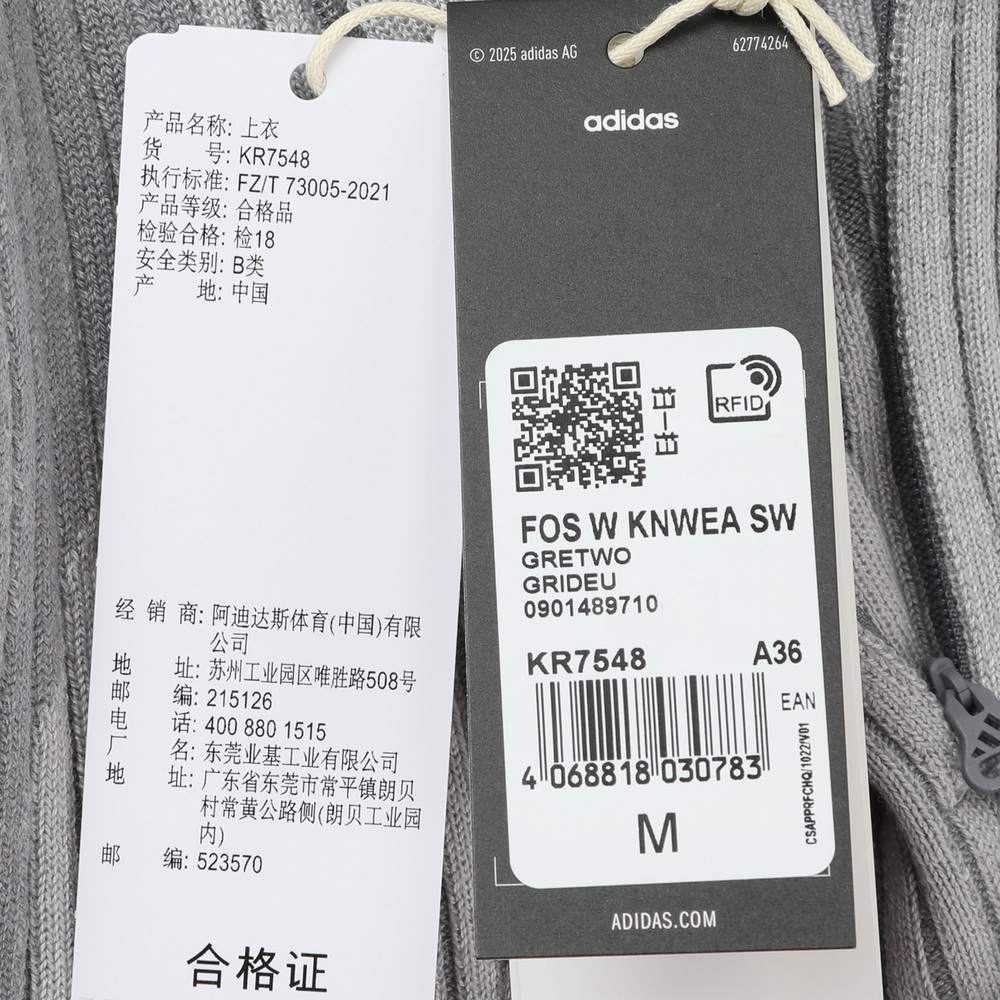 产品名称: 上衣
货 号: KR7548
执行标准: FZ/T 73005-2021
产品等级: 合格品
检验合格: 检18
安全类别: B类
产 地: 中国
经 销 商: 阿迪达斯体育(中国)有限
公司
地 址: 苏州工业园区唯胜路508号
邮 编: 215126
电 话: 400 880 1515
厂 名: 东莞业基工业有限公司
地 址: 广东省东莞市常平镇朗贝
村常黄公路侧(朗贝工业园
内)
邮 编: 523570
合格证
© 2025 adidas AG
62774264
adidas
RFID
FOS W KNWEA SW
GRETWO
GRIDEU
0901489710
KR7548 A36
EAN
4 068818 030783
M
CSAPPRFCHQ/1022/V01
ADIDAS.COM